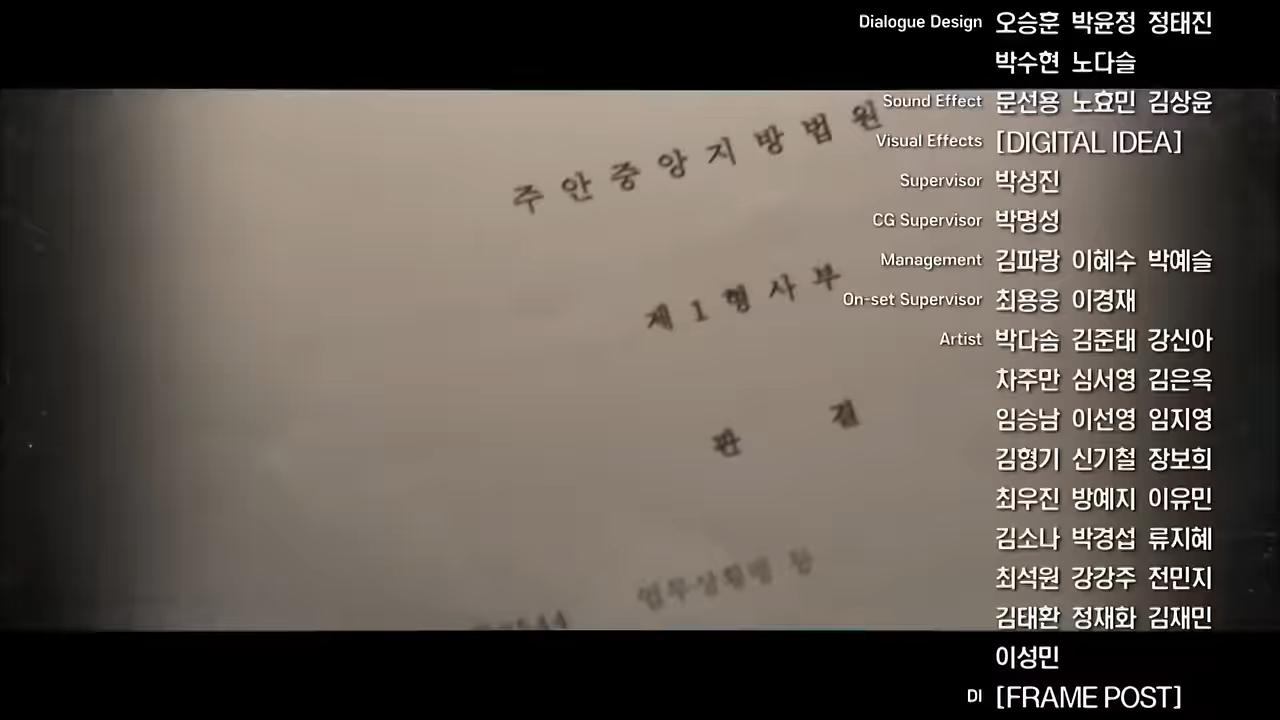 Dialogue Design 오승훈 박윤정 정태진
박수현 노다슬
Sound Effect 문선용 노효민 김상윤
Visual Effects [DIGITAL IDEA]
Supervisor 박성진
CG Supervisor 박명성
Management 김파랑 이혜수 박예슬
On-set Supervisor 최용웅 이경재
Artist 박다솜 김준태 강신아
차주만 심서영 김은옥
임승남 이선영 임지영
김형기 신기철 장보희
최우진 방예지 이유민
김소나 박경섭 류지혜
최석원 강강주 전민지
김태환 정재화 김재민
이성민
DI [FRAME POST]
주안중앙지방법원
제1형사부
판 결
업무상횡령 등